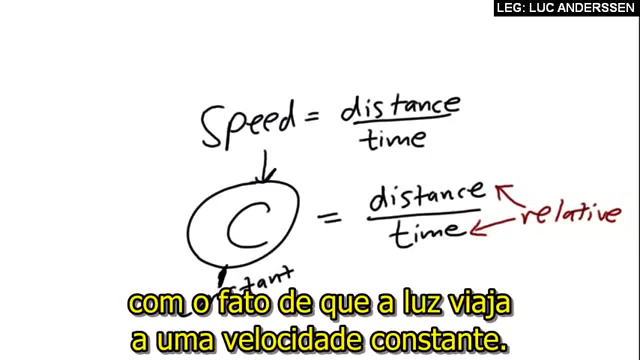 LEG: LUC ANDERSSEN
Speed = distance
time
C = distance
time
relative
com o fato de que a luz viaja
a uma velocidade constante.